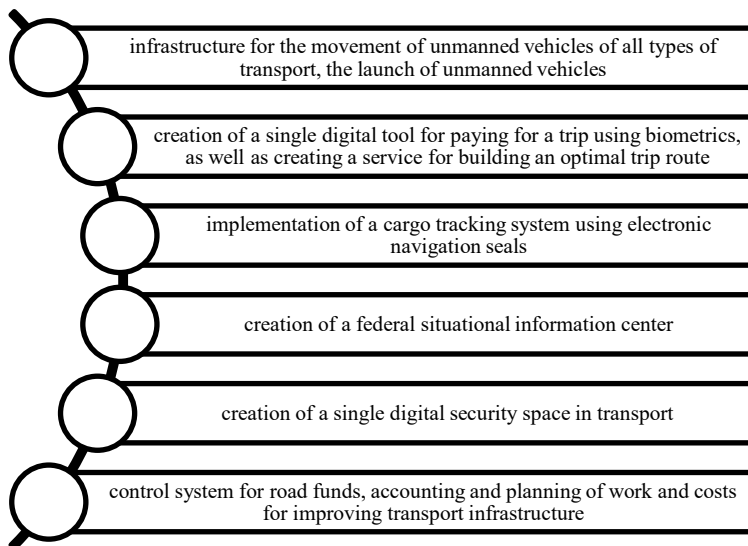 infrastructure for the movement of unmanned vehicles of all types of
transport, the launch of unmanned vehicles
creation of a single digital tool for paying for a trip using biometrics,
as well as creating a service for building an optimal trip route
implementation of a cargo tracking system using electronic
navigation seals
creation of a federal situational information center
creation of a single digital security space in transport
control system for road funds, accounting and planning of work and costs
for improving transport infrastructure